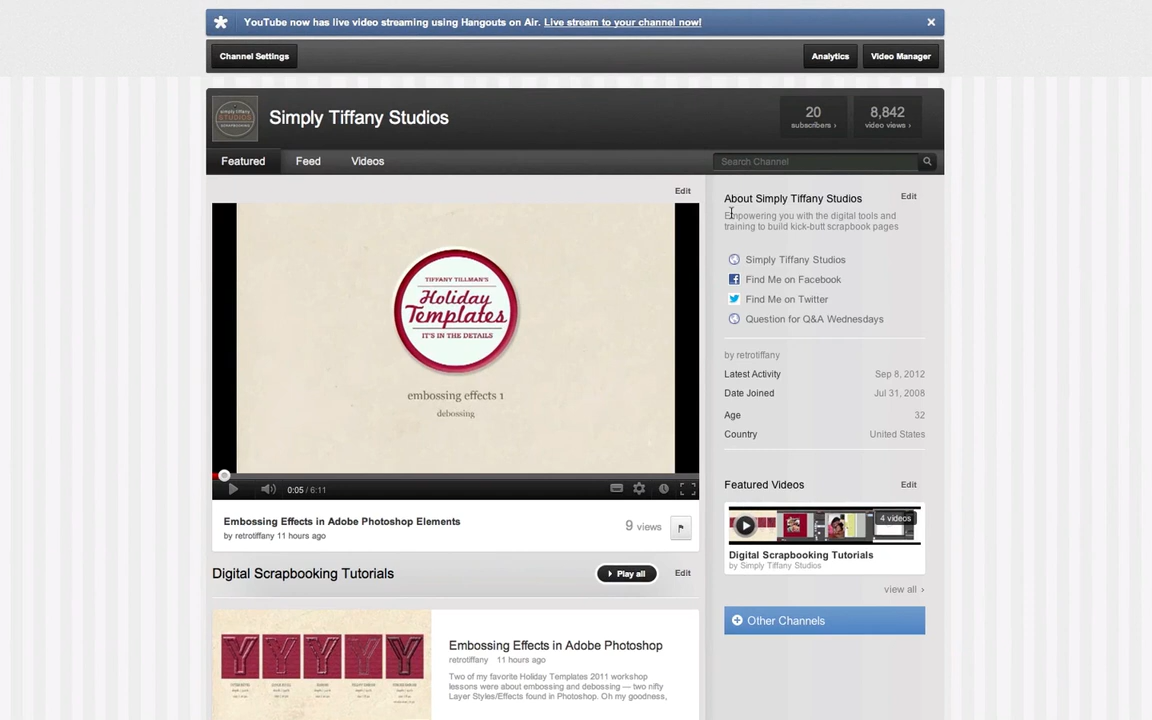 YouTube now has live video streaming using Hangouts on Air. Live stream to your channel now!
Channel Settings
Analytics
Video Manager
simply tiffany
STUDIOS
Simply Tiffany Studios
20
subscribers ›
8,842
video views ›
Featured
Feed
Videos
Search Channel
Edit
TIFFANY TILLMAN'S
Holiday
Templates
IT'S IN THE DETAILS
embossing effects 1
debossing
0:05 / 6:11
Embossing Effects in Adobe Photoshop Elements
by retrotiffany 11 hours ago
9 views
Digital Scrapbooking Tutorials
Play all
Edit
Embossing Effects in Adobe Photoshop
retrotiffany 11 hours ago
Two of my favorite Holiday Templates 2011 workshop
lessons were about embossing and debossing — two nifty
Layer Styles/Effects found in Photoshop. Oh my goodness,
About Simply Tiffany Studios
Edit
Empowering you with the digital tools and
training to build kick-butt scrapbook pages
Simply Tiffany Studios
Find Me on Facebook
Find Me on Twitter
Question for Q&A Wednesdays
by retrotiffany
Latest Activity Sep 8, 2012
Date Joined Jul 31, 2008
Age 32
Country United States
Featured Videos
Edit
4 videos
Digital Scrapbooking Tutorials
by Simply Tiffany Studios
view all ›
Other Channels